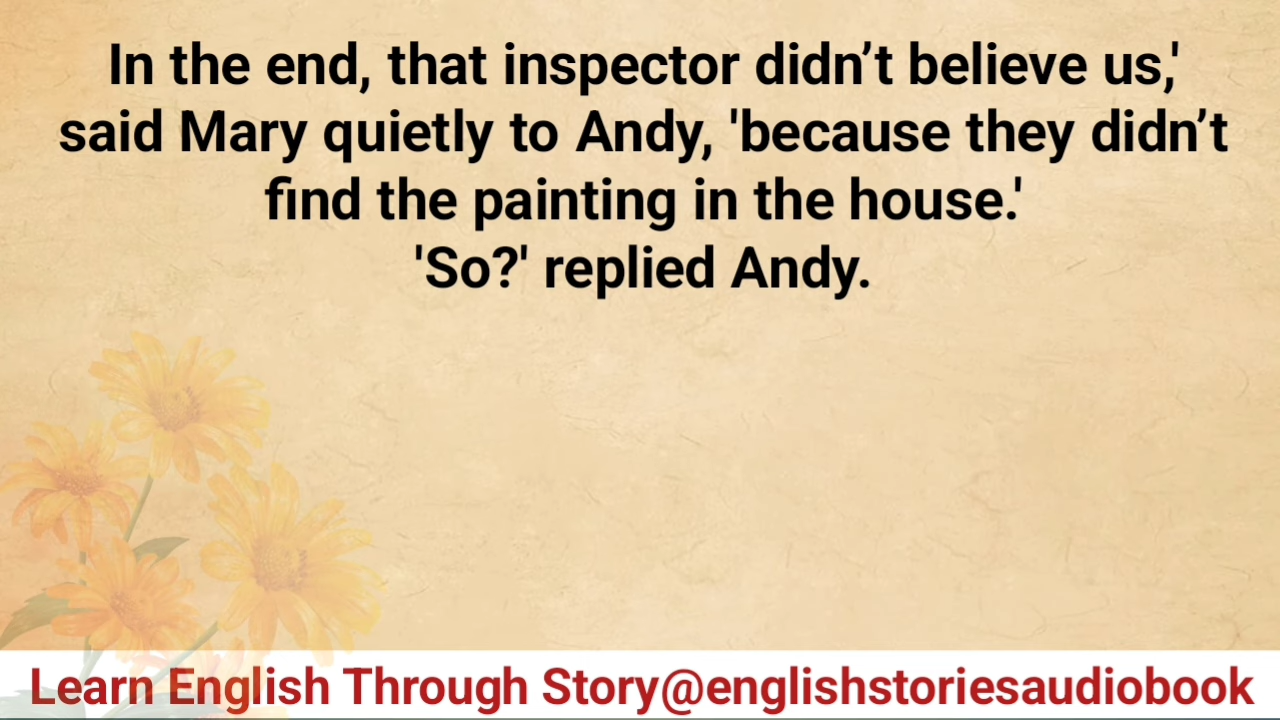 In the end, that inspector didn’t believe us,'
said Mary quietly to Andy, 'because they didn’t
find the painting in the house.'
'So?' replied Andy.
Learn English Through Story@englishstoriesaudiobook